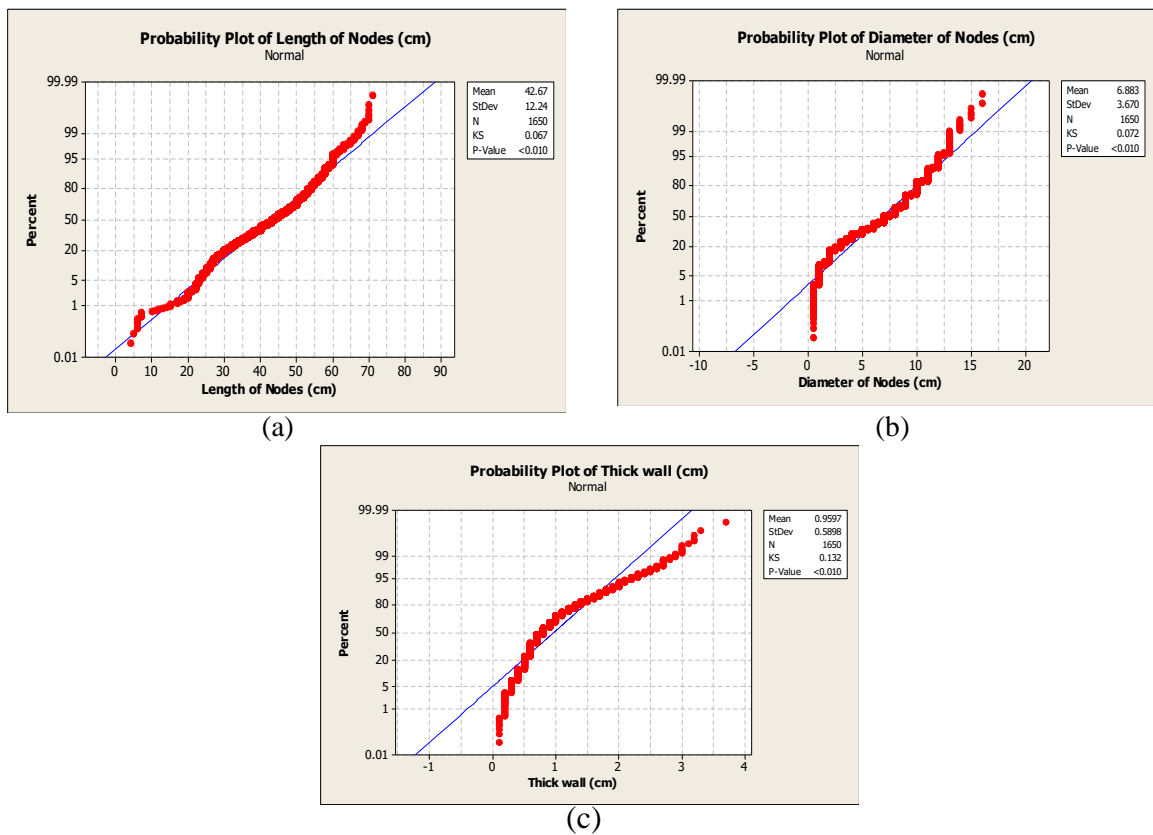 Probability Plot of Length of Nodes (cm)
Normal
99.99
99
95
80
50
20
5
1
0.01
Percent
0 10 20 30 40 50 60 70 80 90
Length of Nodes (cm)
Mean 42.67
StDev 12.24
N 1650
KS 0.067
P-Value <0.010
(a)
Probability Plot of Diameter of Nodes (cm)
Normal
99.99
99
95
80
50
20
5
1
0.01
Percent
-10 -5 0 5 10 15 20
Diameter of Nodes (cm)
Mean 6.883
StDev 3.670
N 1650
KS 0.072
P-Value <0.010
(b)
Probability Plot of Thick wall (cm)
Normal
99.99
99
95
80
50
20
5
1
0.01
Percent
-1 0 1 2 3 4
Thick wall (cm)
Mean 0.9597
StDev 0.5898
N 1650
KS 0.132
P-Value <0.010
(c)